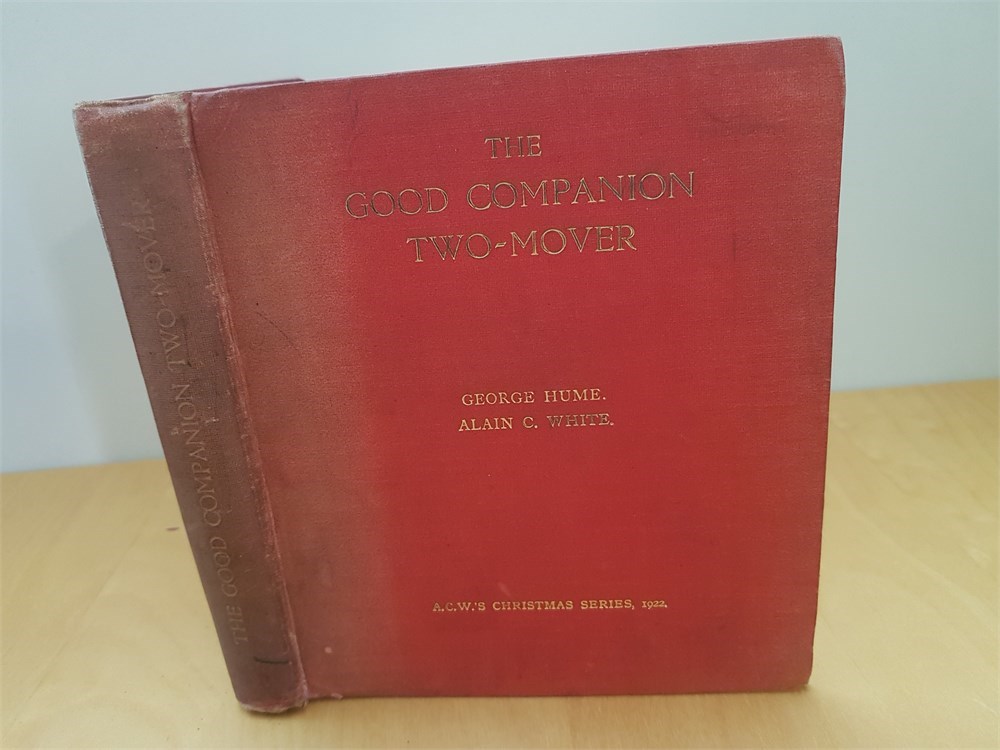 THE
GOOD COMPANION
TWO-MOVER
GEORGE HUME.
ALAIN C. WHITE.
A.C.W.'S CHRISTMAS SERIES, 1922.
THE GOOD COMPANION TWO-MOVER